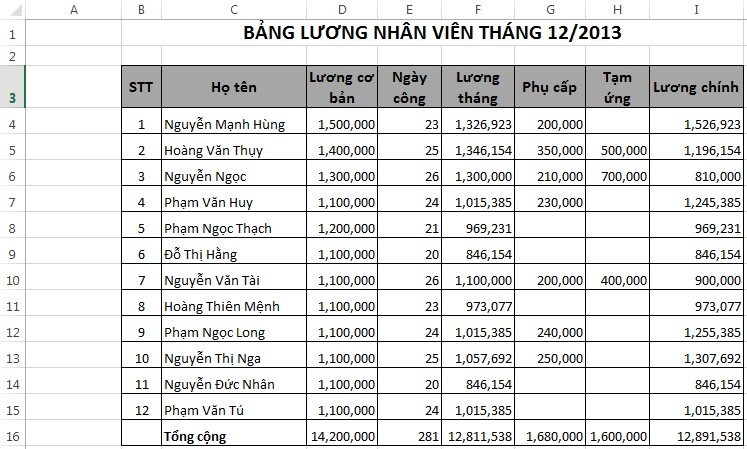 A B C D E F G H I
1 BẢNG LƯƠNG NHÂN VIÊN THÁNG 12/2013
2
3 STT Họ tên Lương cơ bản Ngày công Lương tháng Phụ cấp Tạm ứng Lương chính
4 1 Nguyễn Mạnh Hùng 1,500,000 23 1,326,923 200,000 1,526,923
5 2 Hoàng Văn Thụy 1,400,000 25 1,346,154 350,000 500,000 1,196,154
6 3 Nguyễn Ngọc 1,300,000 26 1,300,000 210,000 700,000 810,000
7 4 Phạm Văn Huy 1,100,000 24 1,015,385 230,000 1,245,385
8 5 Phạm Ngọc Thạch 1,200,000 21 969,231 969,231
9 6 Đỗ Thị Hằng 1,100,000 20 846,154 846,154
10 7 Nguyễn Văn Tài 1,100,000 26 1,100,000 200,000 400,000 900,000
11 8 Hoàng Thiên Mệnh 1,100,000 23 973,077 973,077
12 9 Phạm Ngọc Long 1,100,000 24 1,015,385 240,000 1,255,385
13 10 Nguyễn Thị Nga 1,100,000 25 1,057,692 250,000 1,307,692
14 11 Nguyễn Đức Nhân 1,100,000 20 846,154 846,154
15 12 Phạm Văn Tú 1,100,000 24 1,015,385 1,015,385
16 Tổng cộng 14,200,000 281 12,811,538 1,680,000 1,600,000 12,891,538